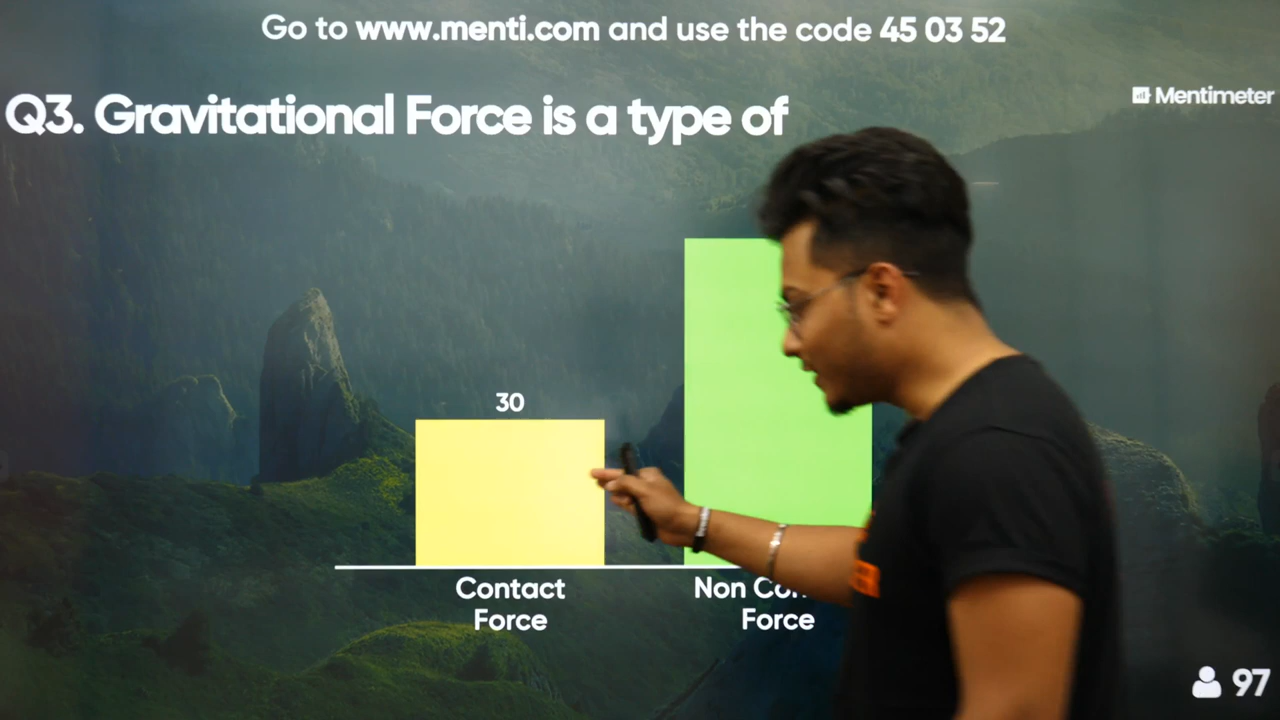 Go to www.menti.com and use the code 45 03 52
Mentimeter
Q3. Gravitational Force is a type of
30
Contact
Force
Non
Force
97